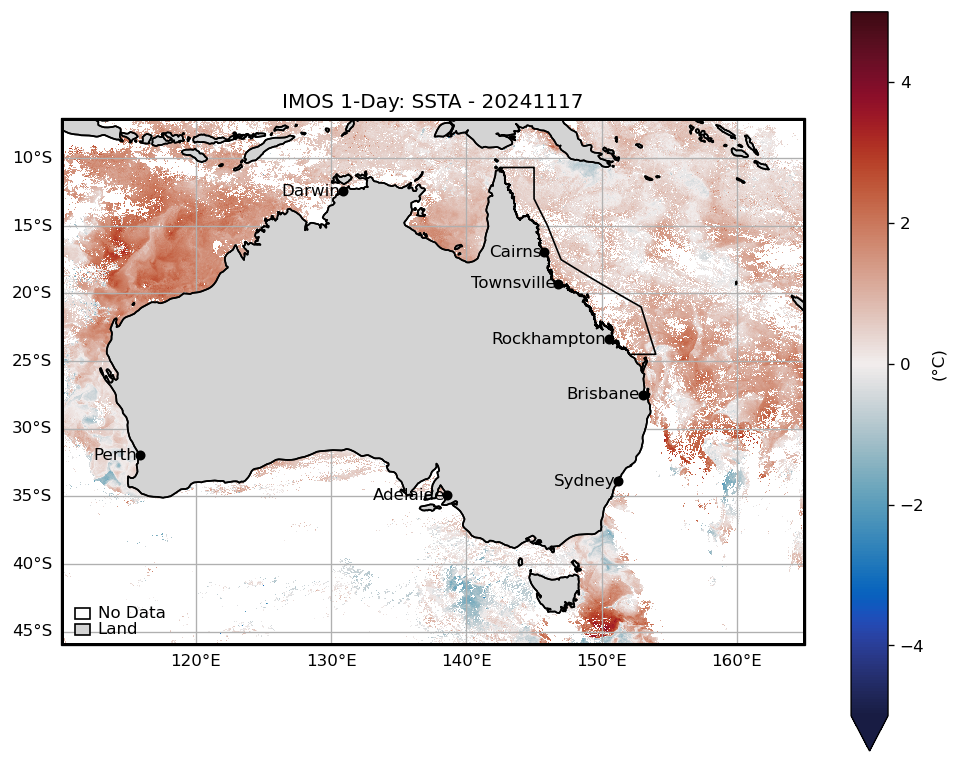 IMOS 1-Day: SSTA - 20241117
10°S
15°S
20°S
25°S
30°S
35°S
40°S
45°S
Darwin
Cairns
Townsville
Rockhampton
Brisbane
Perth
Sydney
Adelaide
No Data
Land
120°E
130°E
140°E
150°E
160°E
4
2
0
−2
−4
(°C)